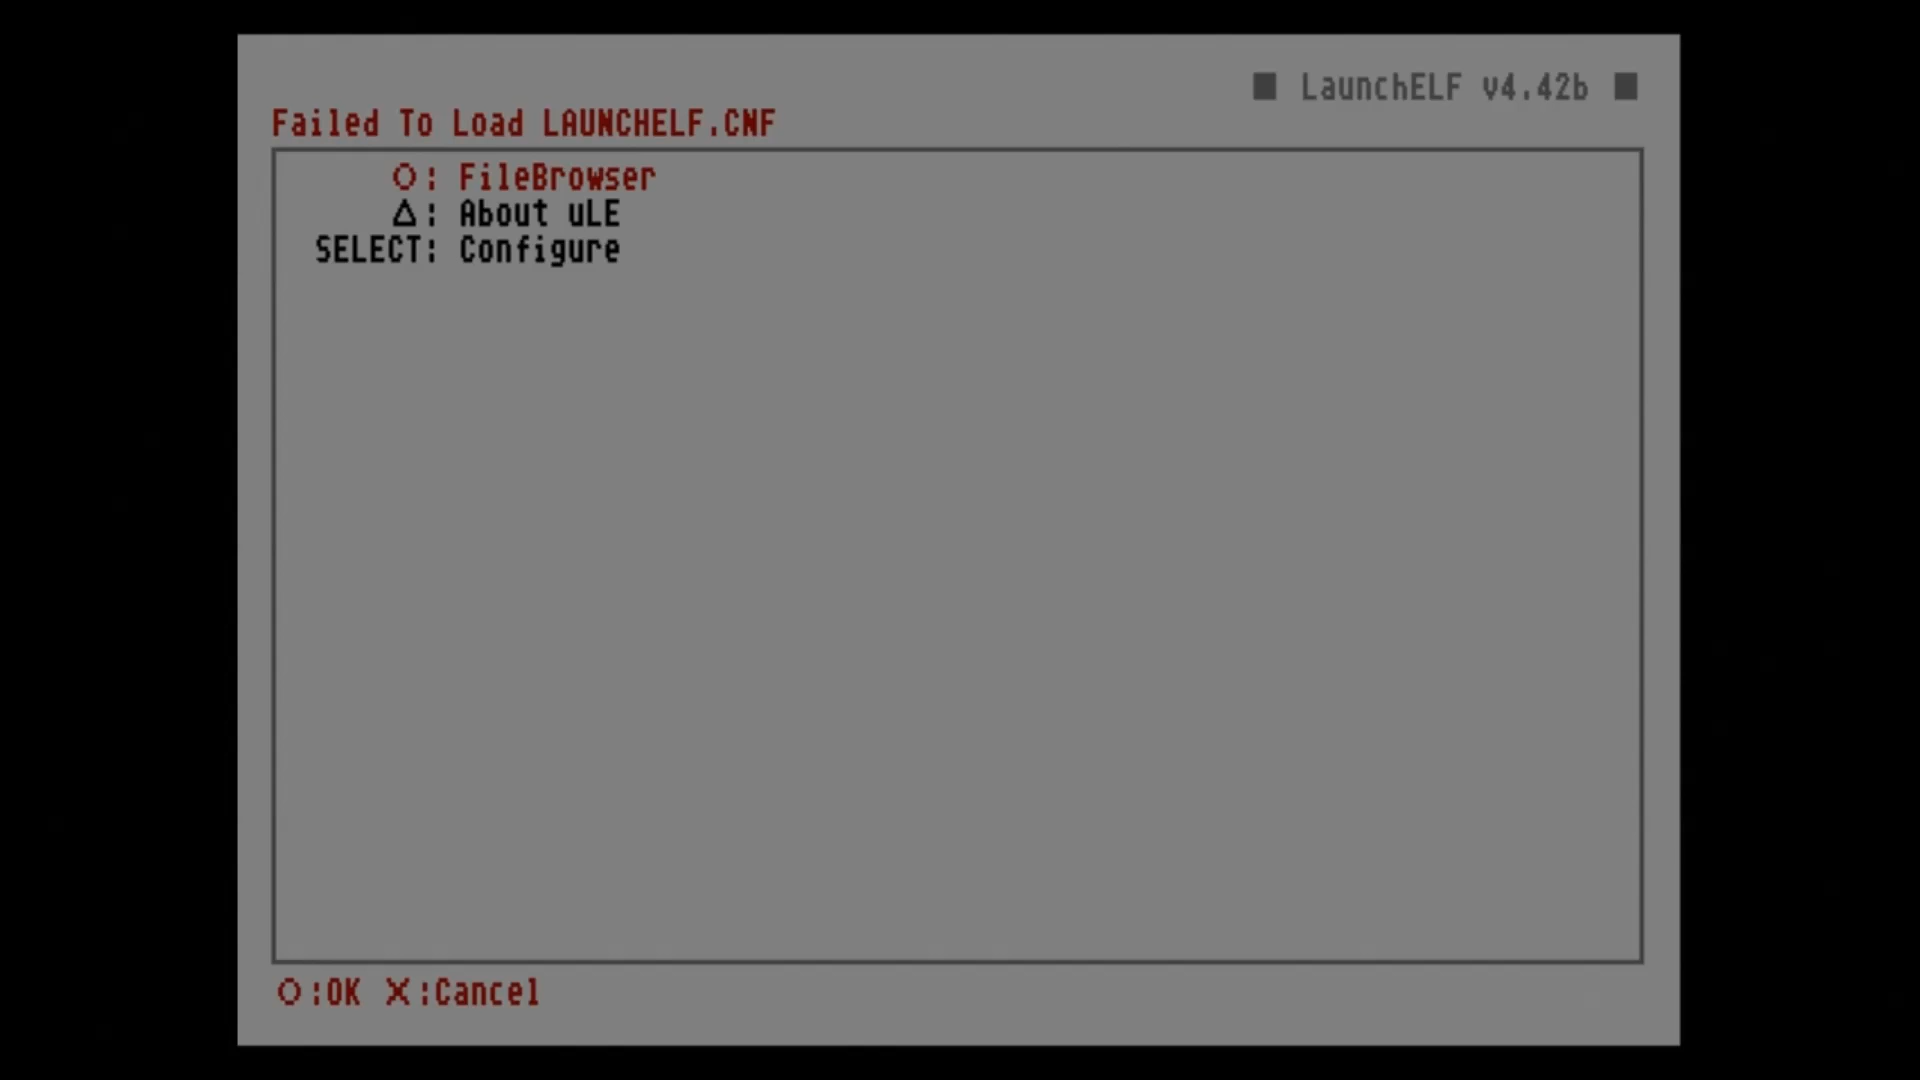 ■ LaunchELF v4.42b ■
Failed To Load LAUNCHELF.CNF
○: FileBrowser
△: About uLE
SELECT: Configure
○:OK ×:Cancel